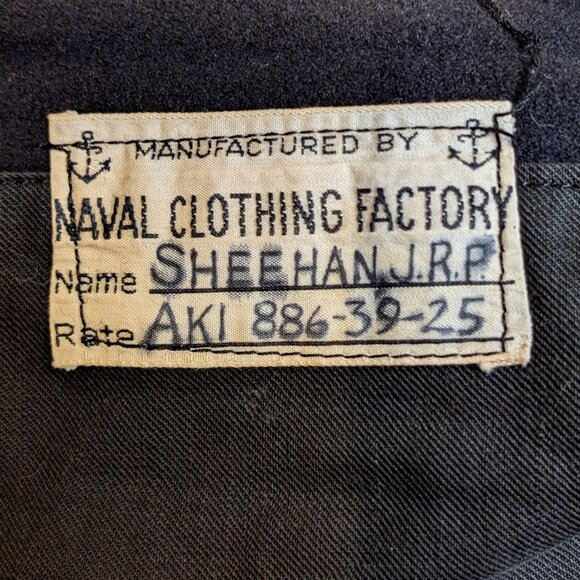 MANUFACTURED BY
NAVAL CLOTHING FACTORY
Name SHEEHAN, J.R.P.
Rate AKI 886-39-25